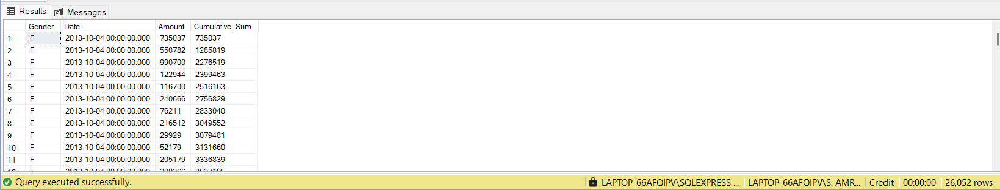 Results Messages
Gender Date Amount Cumulative_Sum
1 F 2013-10-04 00:00:00.000 735037 735037
2 F 2013-10-04 00:00:00.000 550782 1285819
3 F 2013-10-04 00:00:00.000 990700 2276519
4 F 2013-10-04 00:00:00.000 122944 2399463
5 F 2013-10-04 00:00:00.000 116700 2516163
6 F 2013-10-04 00:00:00.000 240666 2756829
7 F 2013-10-04 00:00:00.000 76211 2833040
8 F 2013-10-04 00:00:00.000 216512 3049552
9 F 2013-10-04 00:00:00.000 29929 3079481
10 F 2013-10-04 00:00:00.000 52179 3131660
11 F 2013-10-04 00:00:00.000 205179 3336839
Query executed successfully. LAPTOP-66AFQIPV\SQLEXPRESS ... LAPTOP-66AFQIPV\S. AMR... Credit 00:00:00 26,052 rows